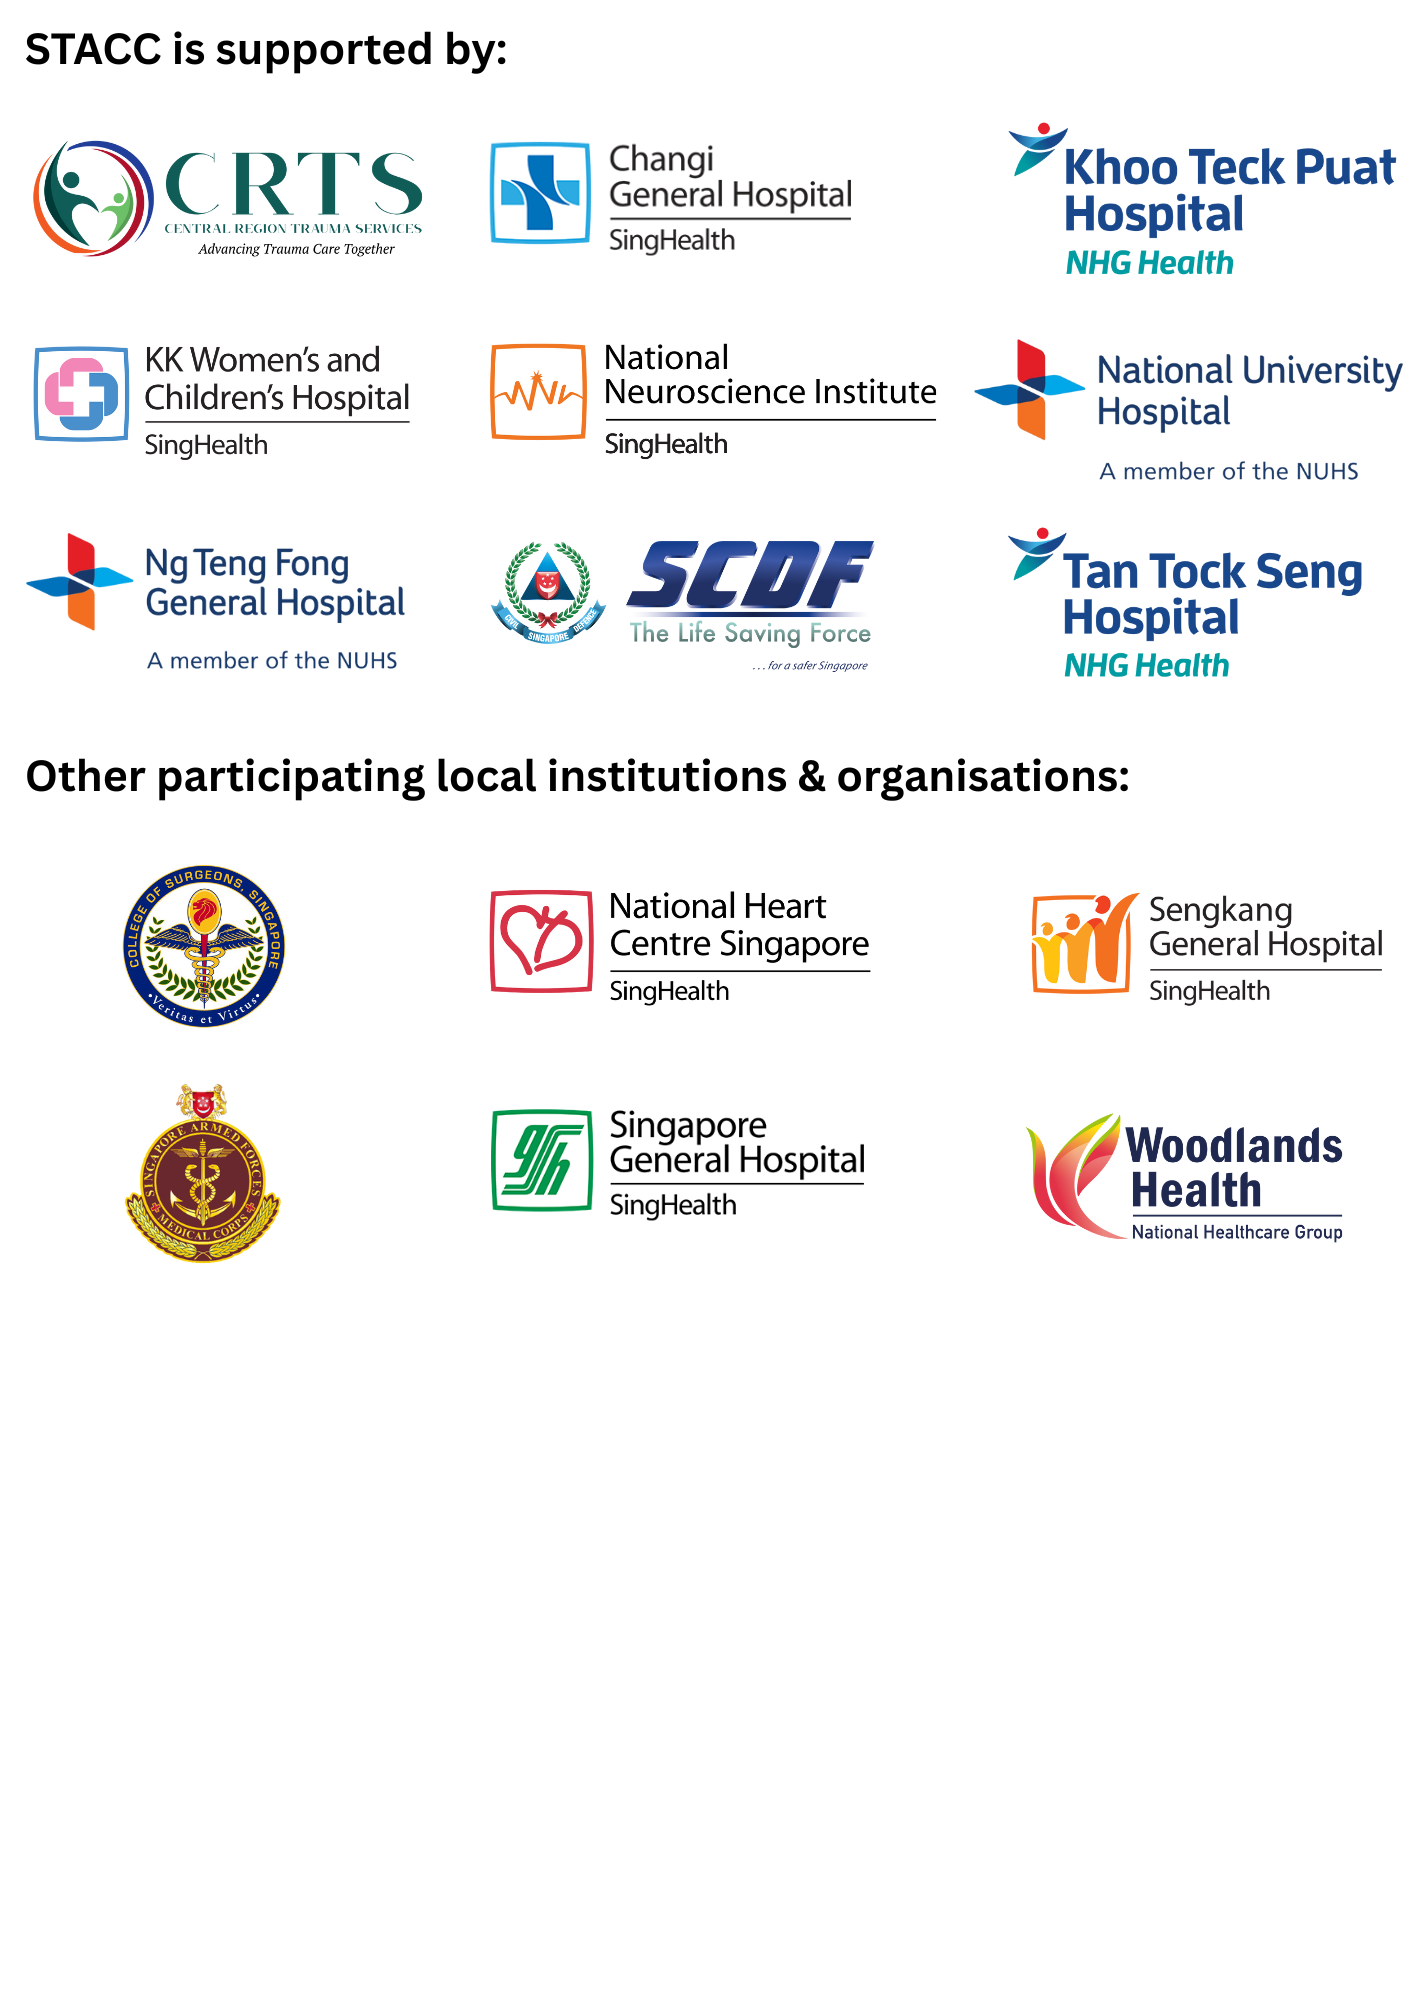 STACC is supported by:
CRTS
CENTRAL REGION TRAUMA SERVICES
Advancing Trauma Care Together
Changi
General Hospital
SingHealth
Khoo Teck Puat
Hospital
NHG Health
KK Women's and
Children's Hospital
SingHealth
National
Neuroscience Institute
SingHealth
National University
Hospital
A member of the NUHS
Ng Teng Fong
General Hospital
A member of the NUHS
CIVIL SINGAPORE DEFENCE
SCDF
The Life Saving Force
...for a safer Singapore
Tan Tock Seng
Hospital
NHG Health
Other participating local institutions & organisations:
COLLEGE OF SURGEONS, SINGAPORE
•Veritas et Virtus•
National Heart
Centre Singapore
SingHealth
Sengkang
General Hospital
SingHealth
SINGAPORE ARMED FORCES
MEDICAL CORPS
gh
Singapore
General Hospital
SingHealth
Woodlands
Health
National Healthcare Group